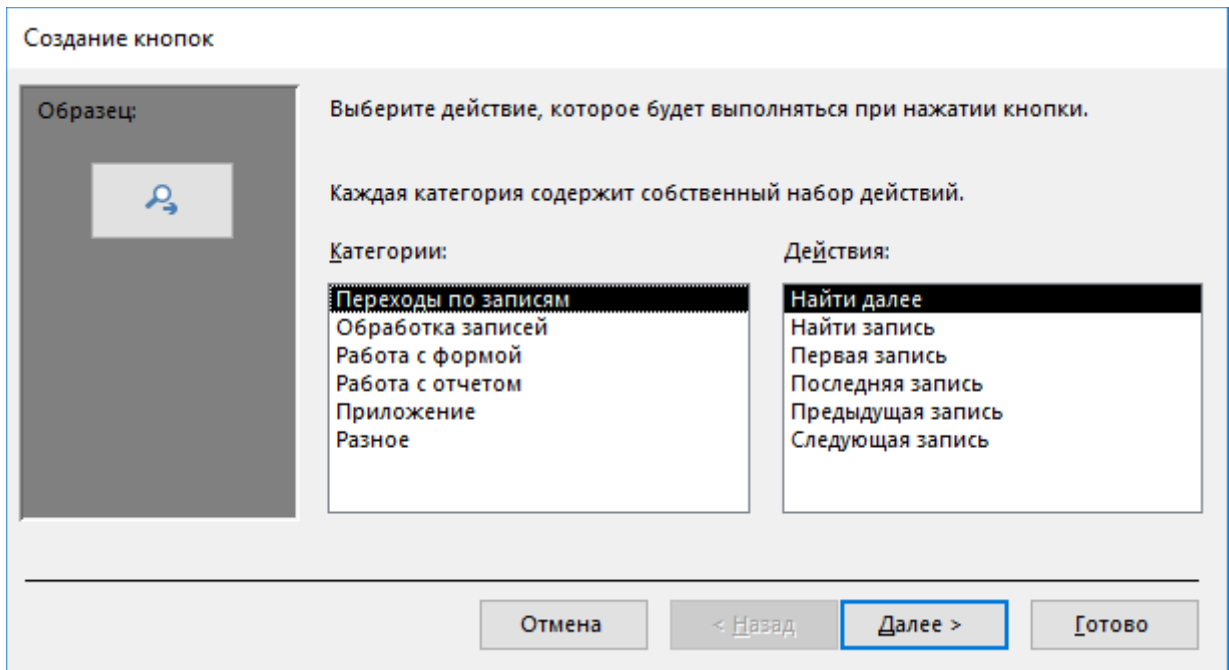 Создание кнопок
Образец:
Выберите действие, которое будет выполняться при нажатии кнопки.
Каждая категория содержит собственный набор действий.
Категории:
Переходы по записям
Обработка записей
Работа с формой
Работа с отчетом
Приложение
Разное
Действия:
Найти далее
Найти запись
Первая запись
Последняя запись
Предыдущая запись
Следующая запись
Отмена
< Назад
Далее >
Готово